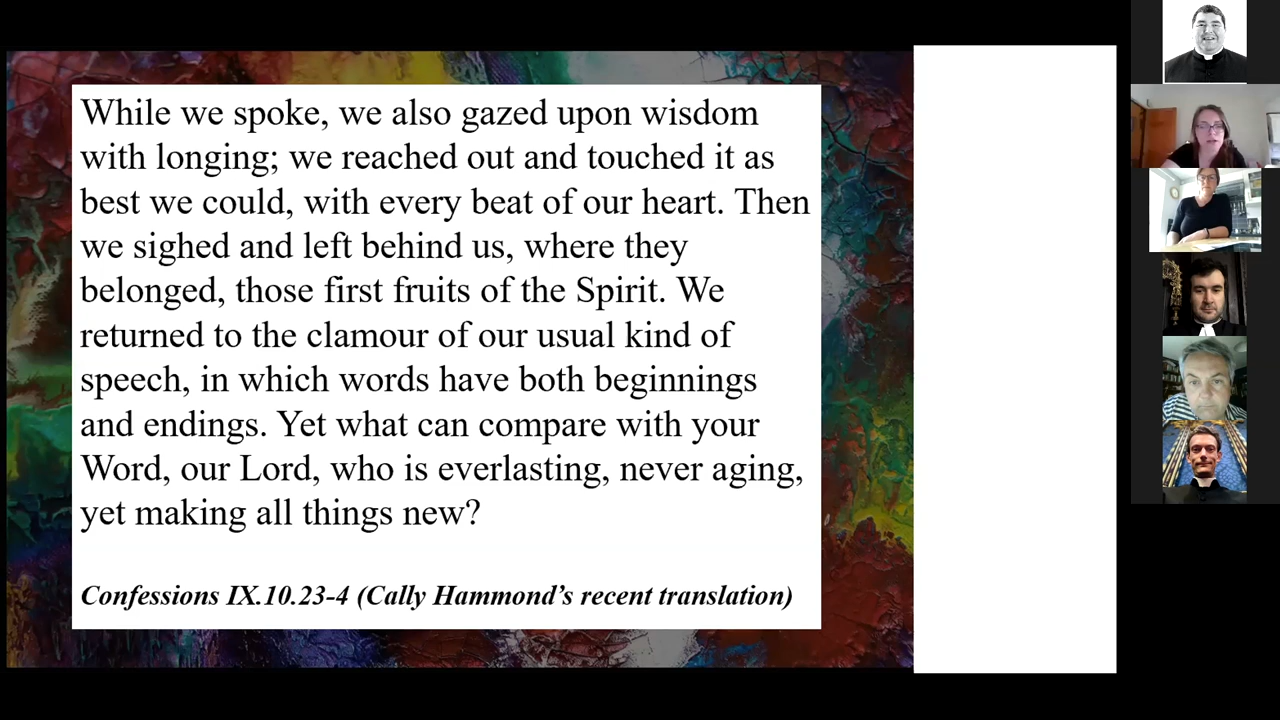 While we spoke, we also gazed upon wisdom
with longing; we reached out and touched it as
best we could, with every beat of our heart. Then
we sighed and left behind us, where they
belonged, those first fruits of the Spirit. We
returned to the clamour of our usual kind of
speech, in which words have both beginnings
and endings. Yet what can compare with your
Word, our Lord, who is everlasting, never aging,
yet making all things new?
Confessions IX.10.23-4 (Cally Hammond’s recent translation)